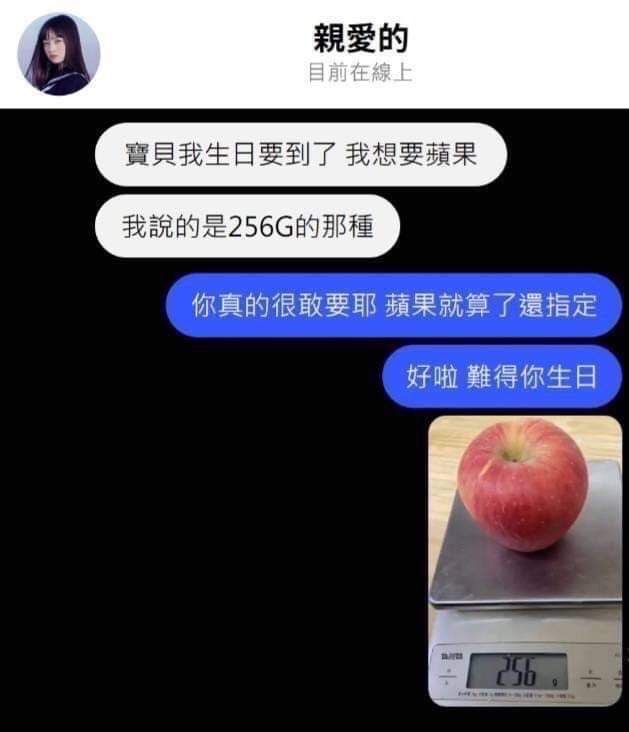 親愛的
目前在線上
寶貝我生日要到了 我想要蘋果
我說的是256G的那種
你真的很敢要耶 蘋果就算了還指定
好啦 難得你生日
256 g